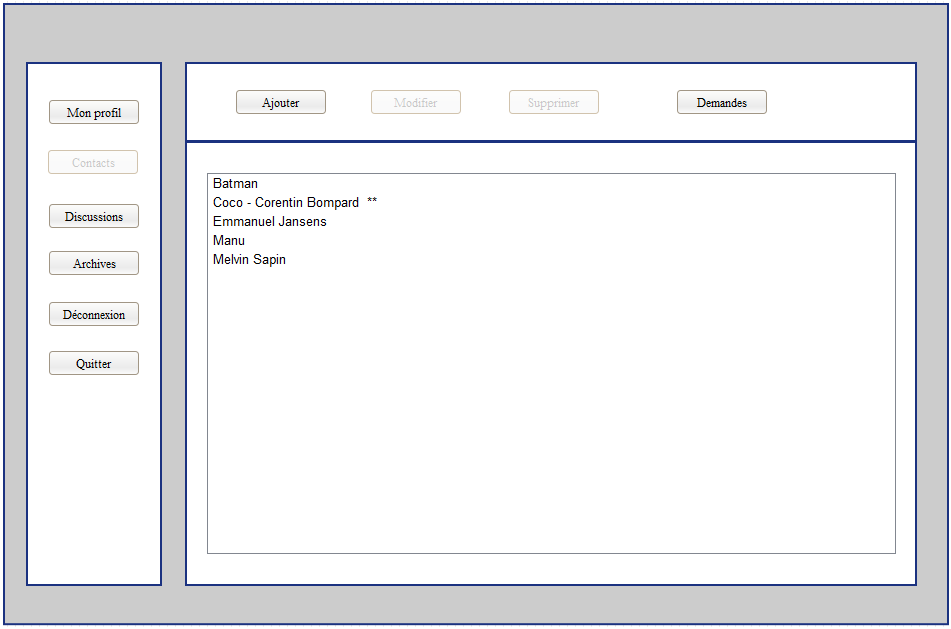 Mon profil
Contacts
Discussions
Archives
Déconnexion
Quitter
Ajouter Modifier Supprimer Demandes
Batman
Coco - Corentin Bompard  **
Emmanuel Jansens
Manu
Melvin Sapin